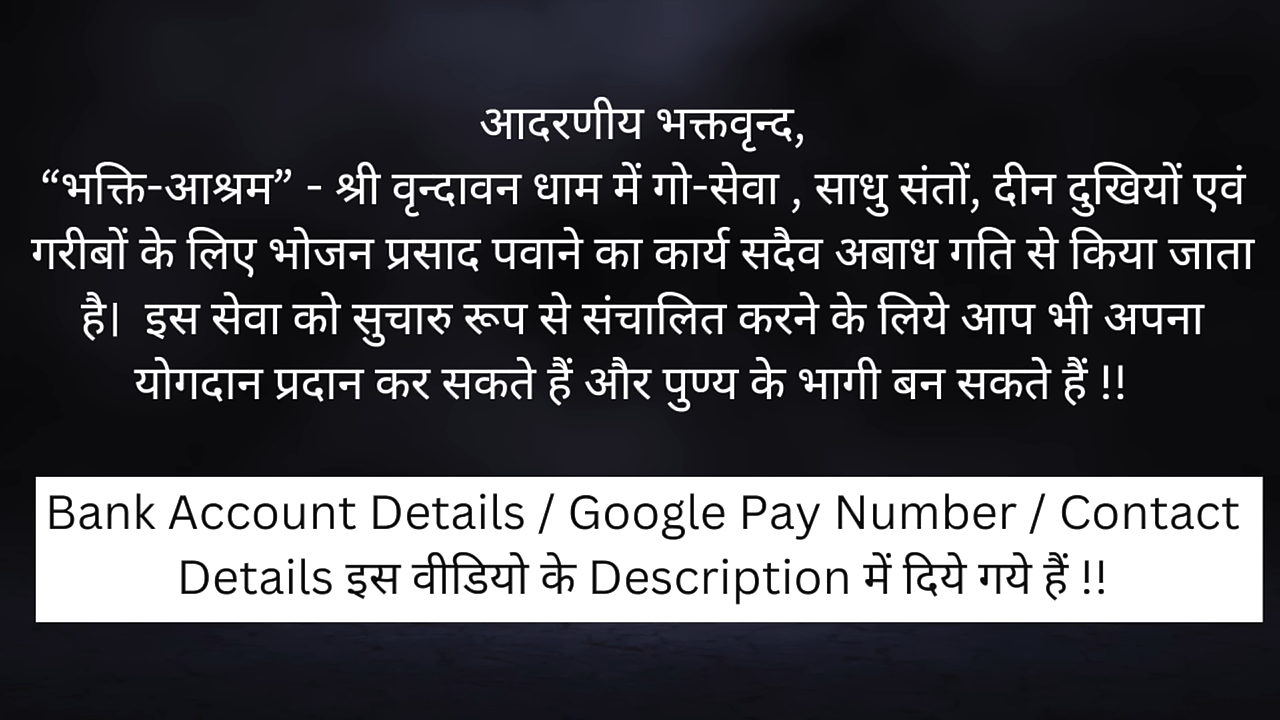 आदरणीय भक्तवृन्द,
“भक्ति-आश्रम” - श्री वृन्दावन धाम में गो-सेवा , साधु संतों, दीन दुखियों एवं
गरीबों के लिए भोजन प्रसाद पवाने का कार्य सदैव अबाध गति से किया जाता
है। इस सेवा को सुचारु रूप से संचालित करने के लिये आप भी अपना
योगदान प्रदान कर सकते हैं और पुण्य के भागी बन सकते हैं !!
Bank Account Details / Google Pay Number / Contact
Details इस वीडियो के Description में दिये गये हैं !!